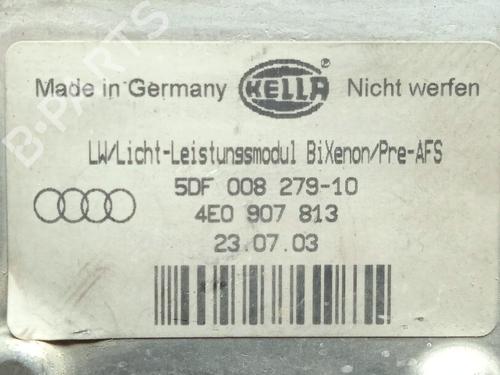 Made in Germany HELLA Nicht werfen
LW/Licht-Leistungsmodul BiXenon/Pre-AFS
5DF 008 279-10
4E0 907 813
23.07.03
B-PARTS